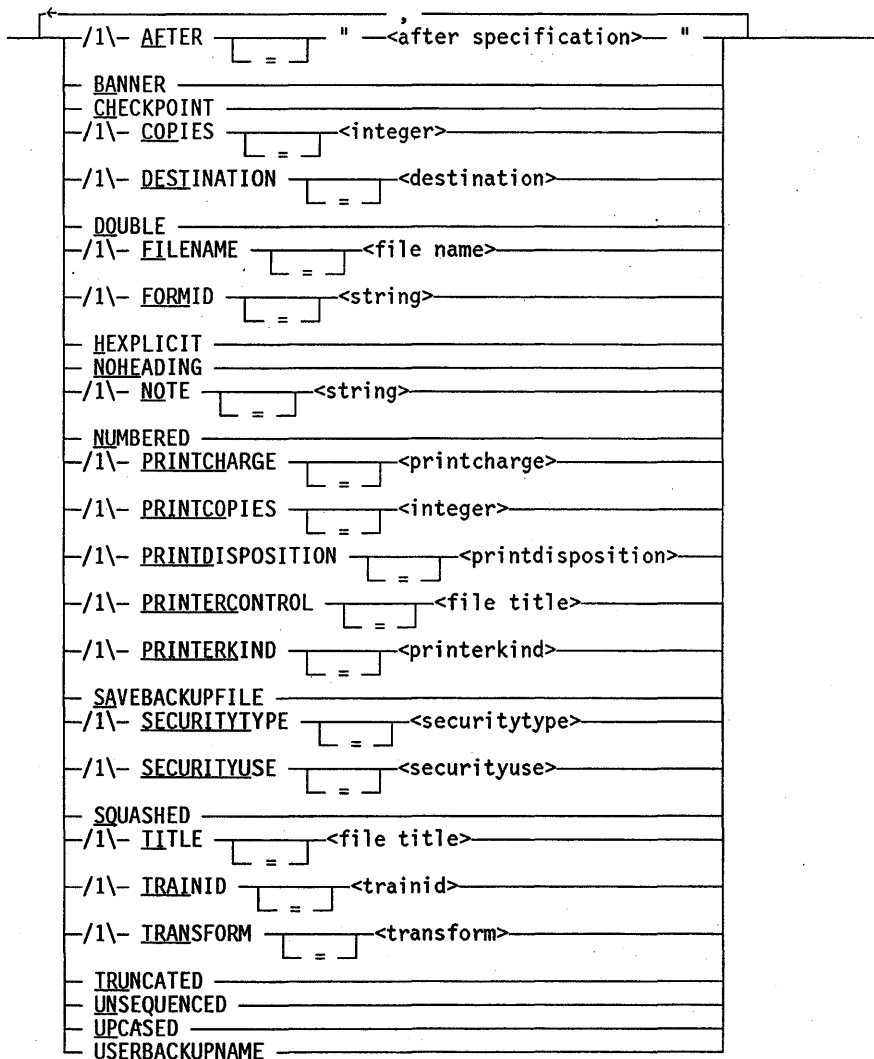 ,
/1\- AFTER = " <after specification> "
BANNER
CHECKPOINT
/1\- COPIES = <integer>
/1\- DESTINATION = <destination>
DOUBLE
/1\- FILENAME = <file name>
/1\- FORMID = <string>
HEXPLICIT
NOHEADING
/1\- NOTE = <string>
NUMBERED
/1\- PRINTCHARGE = <printcharge>
/1\- PRINTCOPIES = <integer>
/1\- PRINTDISPOSITION = <printdisposition>
/1\- PRINTERCONTROL = <file title>
/1\- PRINTERKIND = <printerkind>
SAVEBACKUPFILE
/1\- SECURITYTYPE = <securitytype>
/1\- SECURITYUSE = <securityuse>
SQUASHED
/1\- TITLE = <file title>
/1\- TRAINID = <trainid>
/1\- TRANSFORM = <transform>
TRUNCATED
UNSEQUENCED
UPCASED
USERBACKUPNAME